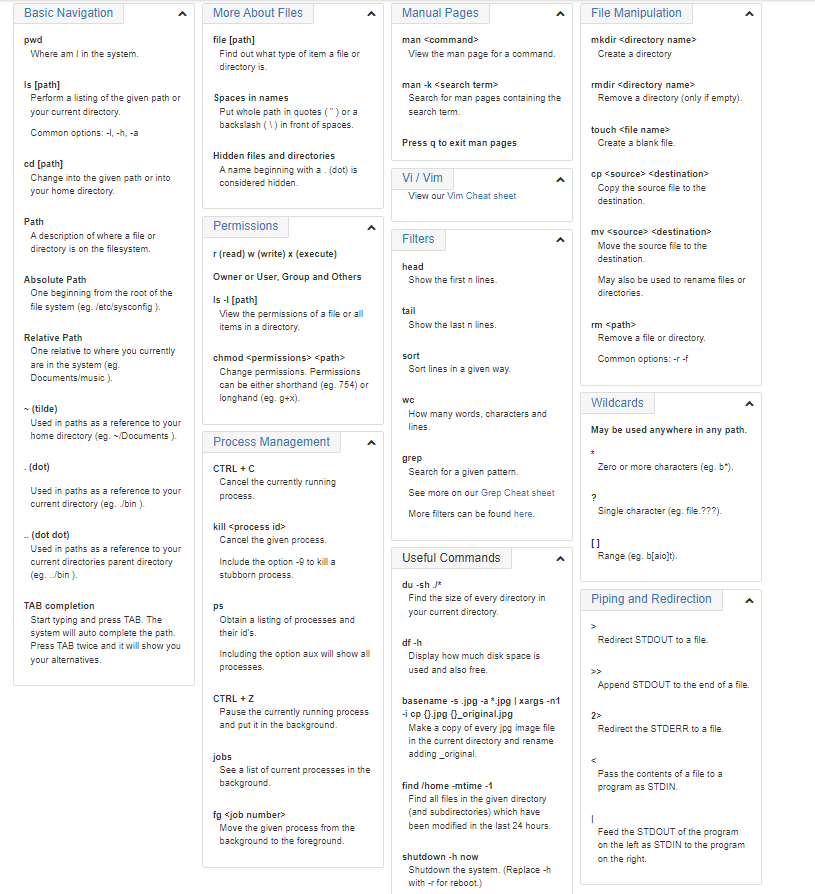 Basic Navigation
pwd
Where am I in the system.
ls [path]
Perform a listing of the given path or
your current directory.
Common options: -l, -h, -a
cd [path]
Change into the given path or into
your home directory.
Path
A description of where a file or
directory is on the filesystem.
Absolute Path
One beginning from the root of the
file system (eg. /etc/sysconfig ).
Relative Path
One relative to where you currently
are in the system (eg.
Documents/music ).
~ (tilde)
Used in paths as a reference to your
home directory (eg. ~/Documents ).
. (dot)
Used in paths as a reference to your
current directory (eg. ./bin ).
.. (dot dot)
Used in paths as a reference to your
current directories parent directory
(eg. ../bin ).
TAB completion
Start typing and press TAB. The
system will auto complete the path.
Press TAB twice and it will show you
your alternatives.
More About Files
file [path]
Find out what type of item a file or
directory is.
Spaces in names
Put whole path in quotes ( " ) or a
backslash ( \ ) in front of spaces.
Hidden files and directories
A name beginning with a . (dot) is
considered hidden.
Permissions
r (read) w (write) x (execute)
Owner or User, Group and Others
ls -l [path]
View the permissions of a file or all
items in a directory.
chmod <permissions> <path>
Change permissions. Permissions
can be either shorthand (eg. 754) or
longhand (eg. g+x).
Process Management
CTRL + C
Cancel the currently running
process.
kill <process id>
Cancel the given process.
Include the option -9 to kill a
stubborn process.
ps
Obtain a listing of processes and
their id's.
Including the option aux will show all
processes.
CTRL + Z
Pause the currently running process
and put it in the background.
jobs
See a list of current processes in the
background.
fg <job number>
Move the given process from the
background to the foreground.
Manual Pages
man <command>
View the man page for a command.
man -k <search term>
Search for man pages containing the
search term.
Press q to exit man pages
Vi / Vim
View our Vim Cheat sheet
Filters
head
Show the first n lines.
tail
Show the last n lines.
sort
Sort lines in a given way.
wc
How many words, characters and
lines.
grep
Search for a given pattern.
See more on our Grep Cheat sheet
More filters can be found here.
Useful Commands
du -sh ./*
Find the size of every directory in
your current directory.
df -h
Display how much disk space is
used and also free.
basename -s .jpg -a *.jpg | xargs -n1
-i cp {}.jpg {}_original.jpg
Make a copy of every jpg image file
in the current directory and rename
adding _original.
find /home -mtime -1
Find all files in the given directory
(and subdirectories) which have
been modified in the last 24 hours.
shutdown -h now
Shutdown the system. (Replace -h
with -r for reboot.)
File Manipulation
mkdir <directory name>
Create a directory
rmdir <directory name>
Remove a directory (only if empty).
touch <file name>
Create a blank file.
cp <source> <destination>
Copy the source file to the
destination.
mv <source> <destination>
Move the source file to the
destination.
May also be used to rename files or
directories.
rm <path>
Remove a file or directory.
Common options: -r -f
Wildcards
May be used anywhere in any path.
*
Zero or more characters (eg. b*).
?
Single character (eg. file.???).
[ ]
Range (eg. b[aio]t).
Piping and Redirection
>
Redirect STDOUT to a file.
>>
Append STDOUT to the end of a file.
2>
Redirect the STDERR to a file.
<
Pass the contents of a file to a
program as STDIN.
|
Feed the STDOUT of the program
on the left as STDIN to the program
on the right.